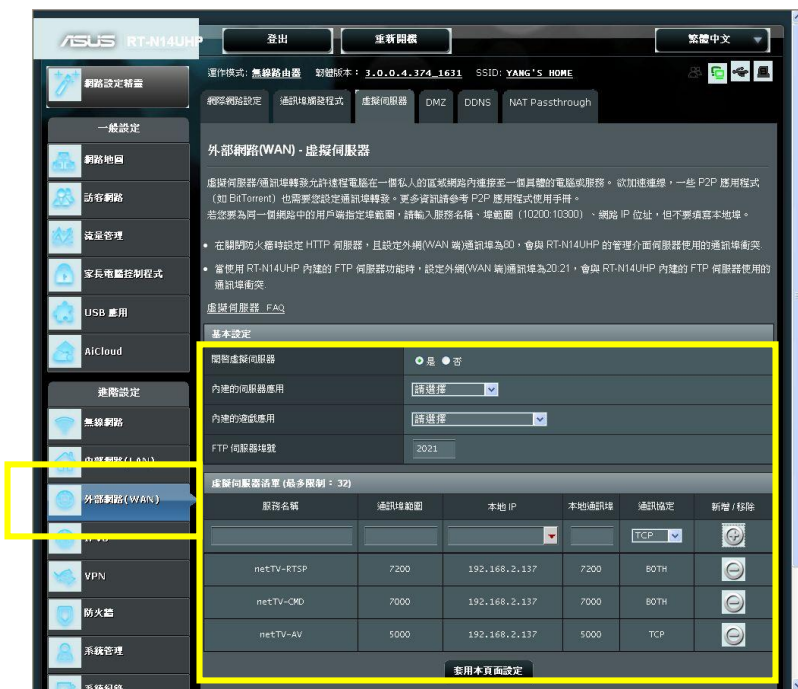 ASUS RT-N14UHP
登出
重新開機
繁體中文
運作模式: 無線路由器 韌體版本: 3.0.0.4.374_1631 SSID: YANG'S HOME
網路設定精靈
一般設定
網路地圖
訪客網路
流量管理
家長電腦控制程式
USB 應用
AiCloud
進階設定
無線網路
內部網路(LAN)
外部網路(WAN)
VPN
防火牆
系統管理
系統紀錄
網際網路設定 通訊埠觸發程式 虛擬伺服器 DMZ DDNS NAT Passthrough
外部網路(WAN) - 虛擬伺服器
虛擬伺服器/通訊埠轉發允許遠程電腦在一個私人的區域網路內連接至一個具體的電腦或服務。 欲加速連線，一些 P2P 應用程式
（如 BitTorrent）也需要您設定通訊埠轉發。更多資訊請參考 P2P 應用程式使用手冊。
若您要為同一個網路中的用戶端指定埠範圍，請輸入服務名稱、埠範圍（10200:10300）、網路 IP 位址，但不要填寫本地埠。
• 在關閉防火牆時設定 HTTP 伺服器，且設定外網(WAN 端)通訊埠為80，會與 RT-N14UHP 的管理介面伺服器使用的通訊埠衝突.
• 當使用 RT-N14UHP 內建的 FTP 伺服器功能時，設定外網(WAN 端)通訊埠為20:21，會與 RT-N14UHP 內建的 FTP 伺服器使用的
通訊埠衝突.
虛擬伺服器 FAQ
基本設定
開啓虛擬伺服器 是 否
內建的伺服器應用 請選擇
內建的遊戲應用 請選擇
FTP 伺服器埠號 2021
虛擬伺服器清單 (最多限制 : 32)
服務名稱 通訊埠範圍 本地 IP 本地通訊埠 通訊協定 新增 / 移除
TCP
netTV-RTSP 7200 192.168.2.137 7200 BOTH
netTV-CMD 7000 192.168.2.137 7000 BOTH
netTV-AV 5000 192.168.2.137 5000 TCP
套用本頁面設定